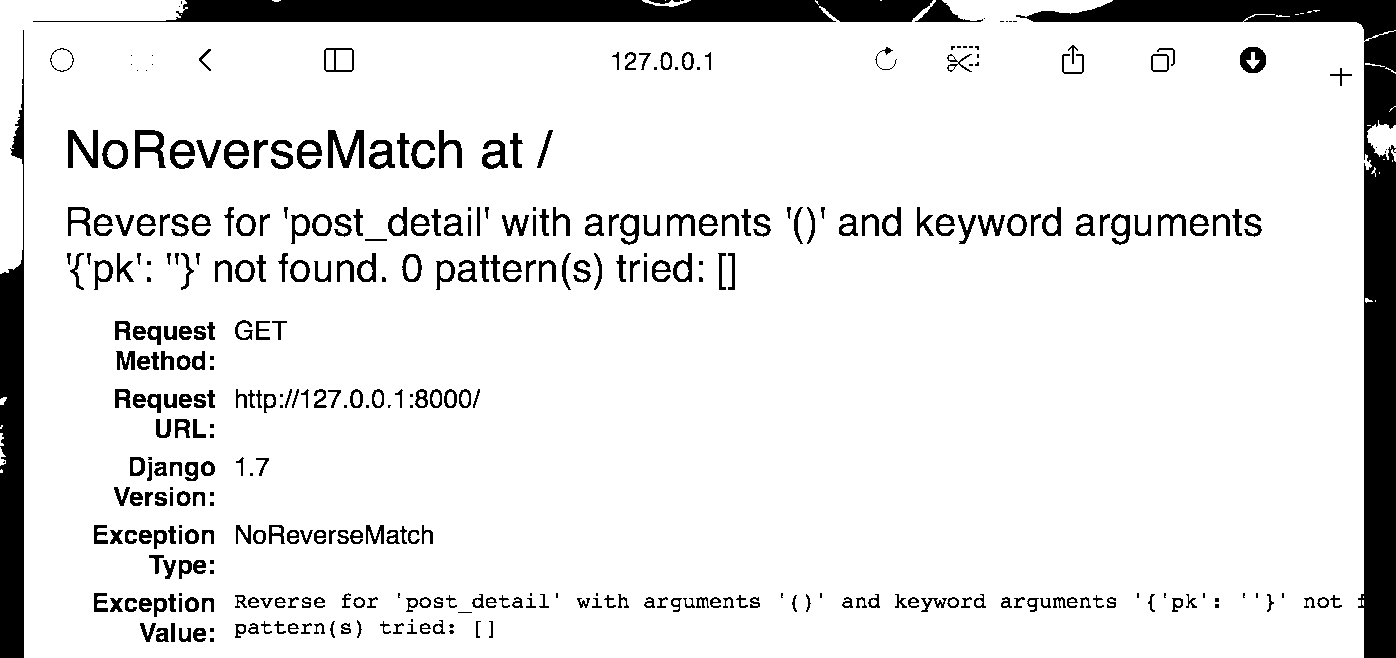 127.0.0.1
NoReverseMatch at /
Reverse for 'post_detail' with arguments '()' and keyword arguments
'{'pk': ''}' not found. 0 pattern(s) tried: []
Request Method: GET
Request URL: http://127.0.0.1:8000/
Django Version: 1.7
Exception Type: NoReverseMatch
Exception Value: Reverse for 'post_detail' with arguments '()' and keyword arguments '{'pk': ''}' not
pattern(s) tried: []